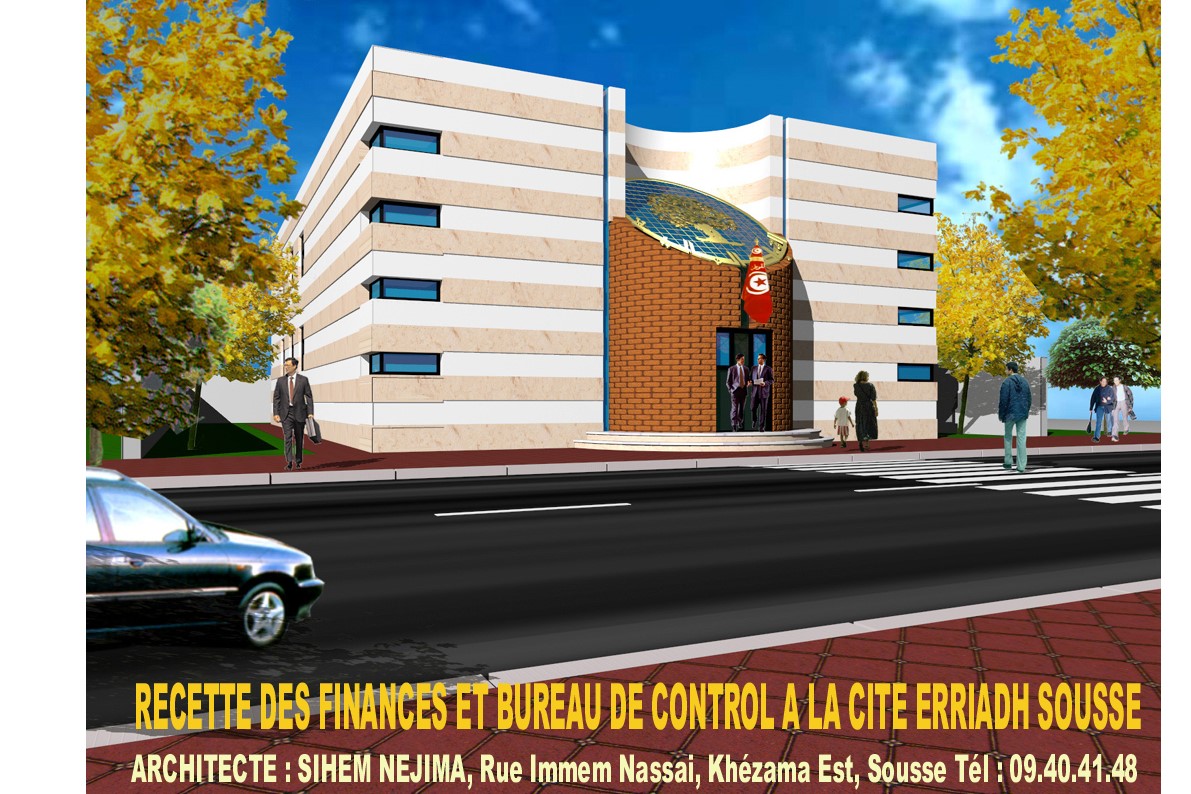 RECETTE DES FINANCES ET BUREAU DE CONTROL A LA CITE ERRIADH SOUSSE
ARCHITECTE : SIHEM NEJIMA, Rue Immem Nassai, Khézama Est, Sousse Tél : 09.40.41.48